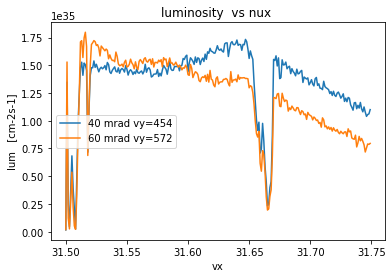 luminosity  vs nux
1e35
lum   [cm-2s-1]
1.75
1.50
1.25
1.00
0.75
0.50
0.25
0.00
40 mrad vy=454
60 mrad vy=572
31.50 31.55 31.60 31.65 31.70 31.75
vx